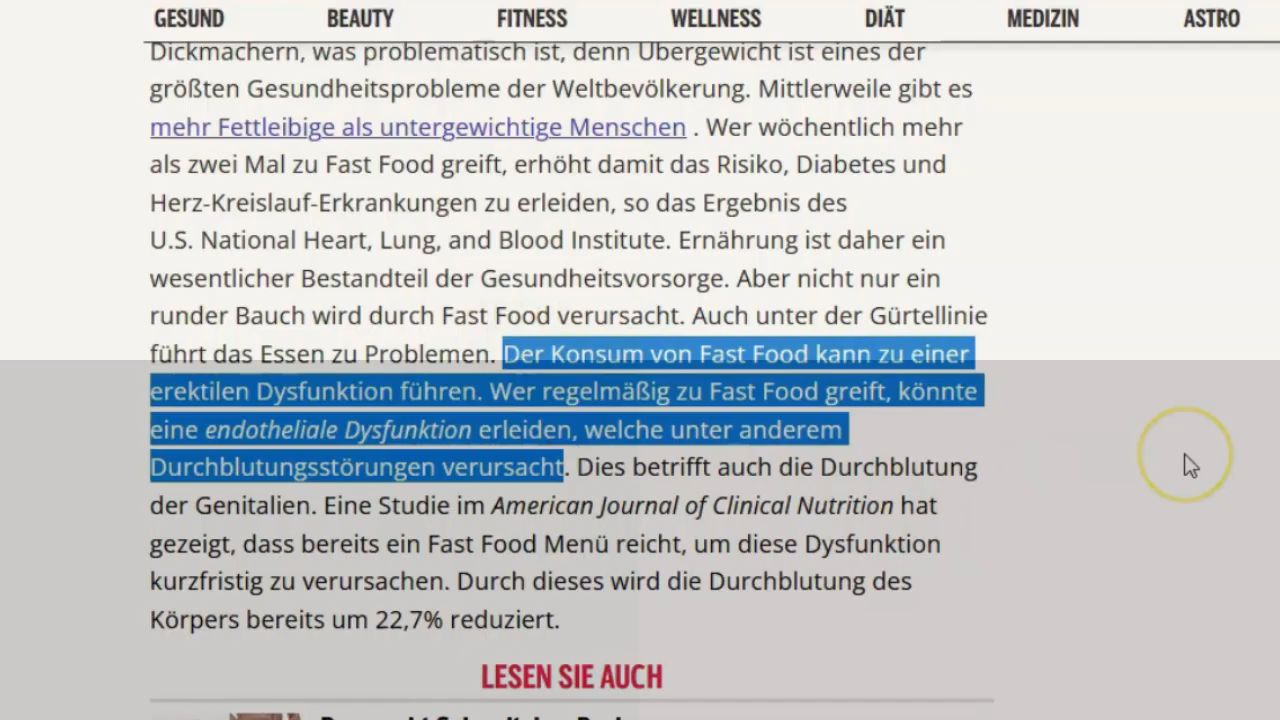 GESUND BEAUTY FITNESS WELLNESS DIÄT MEDIZIN ASTRO
Dickmachern, was problematisch ist, denn Übergewicht ist eines der
größten Gesundheitsprobleme der Weltbevölkerung. Mittlerweile gibt es
mehr Fettleibige als untergewichtige Menschen . Wer wöchentlich mehr
als zwei Mal zu Fast Food greift, erhöht damit das Risiko, Diabetes und
Herz-Kreislauf-Erkrankungen zu erleiden, so das Ergebnis des
U.S. National Heart, Lung, and Blood Institute. Ernährung ist daher ein
wesentlicher Bestandteil der Gesundheitsvorsorge. Aber nicht nur ein
runder Bauch wird durch Fast Food verursacht. Auch unter der Gürtellinie
führt das Essen zu Problemen. Der Konsum von Fast Food kann zu einer
erektilen Dysfunktion führen. Wer regelmäßig zu Fast Food greift, könnte
eine endotheliale Dysfunktion erleiden, welche unter anderem
Durchblutungsstörungen verursacht. Dies betrifft auch die Durchblutung
der Genitalien. Eine Studie im American Journal of Clinical Nutrition hat
gezeigt, dass bereits ein Fast Food Menü reicht, um diese Dysfunktion
kurzfristig zu verursachen. Durch dieses wird die Durchblutung des
Körpers bereits um 22,7% reduziert.
LESEN SIE AUCH